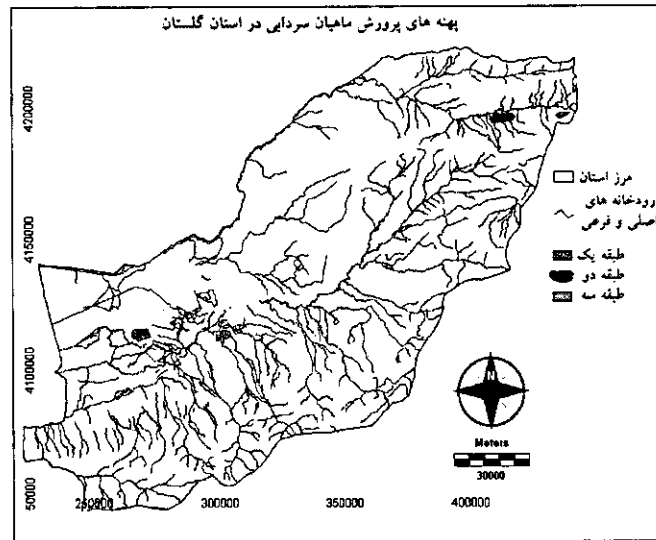 پهنه های پرورش ماهیان سردابی در استان گلستان
4200000
4150000
4100000
50000
250000
300000
350000
400000
مرز استان
رودخانه های
اصلی و فرعی
طبقه یک
طبقه دو
طبقه سه
N
Meters
30000